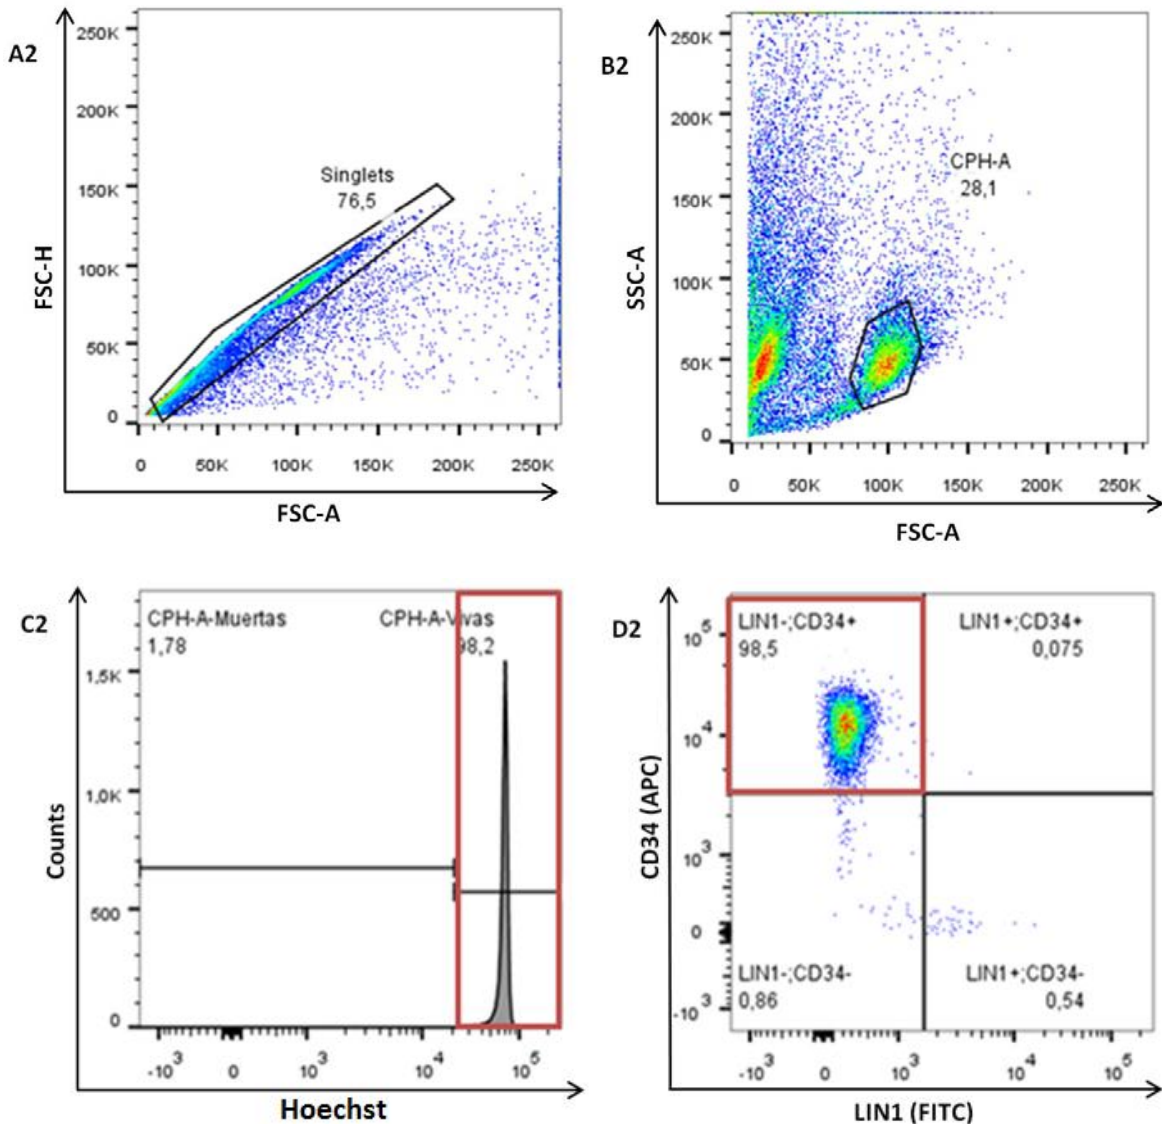 A2
250K
200K
150K
100K
50K
0
FSC-H
Singlets
76,5
0 50K 100K 150K 200K 250K
FSC-A
B2
250K
200K
150K
100K
50K
0
SSC-A
CPH-A
28,1
0 50K 100K 150K 200K 250K
FSC-A
C2
CPH-A-Muertas
1,78
CPH-A-Vivas
98,2
1,5K
1,0K
500
0
Counts
-10³ 0 10³ 10⁴ 10⁵
Hoechst
D2
LIN1-;CD34+
98,5
LIN1+;CD34+
0,075
10⁵
10⁴
10³
0
-10³
CD34 (APC)
LIN1-;CD34-
0,86
LIN1+;CD34-
0,54
-10³ 0 10³ 10⁴ 10⁵
LIN1 (FITC)